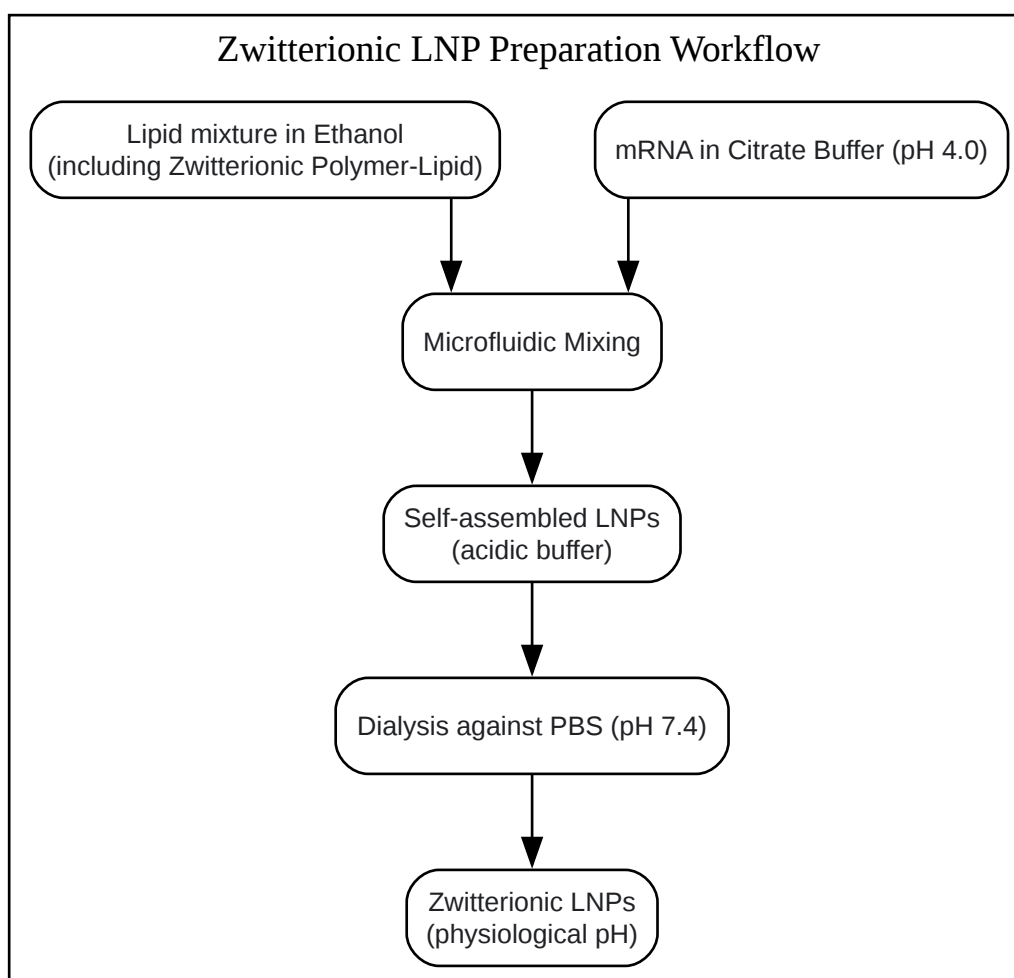 Zwitterionic LNP Preparation Workflow
Lipid mixture in Ethanol
(including Zwitterionic Polymer-Lipid)
mRNA in Citrate Buffer (pH 4.0)
Microfluidic Mixing
Self-assembled LNPs
(acidic buffer)
Dialysis against PBS (pH 7.4)
Zwitterionic LNPs
(physiological pH)